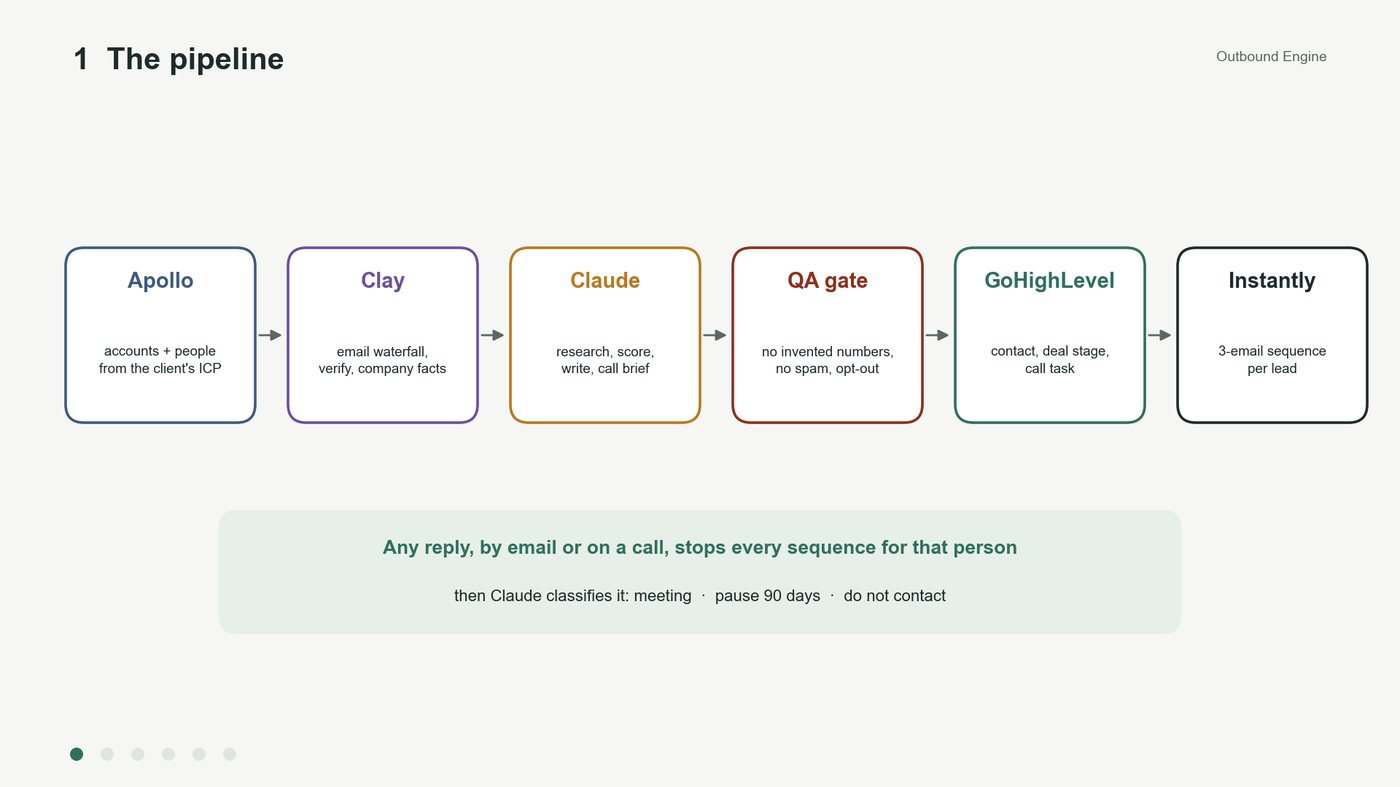 1 The pipeline
Outbound Engine
Apollo
accounts + people
from the client's ICP
Clay
email waterfall,
verify, company facts
Claude
research, score,
write, call brief
QA gate
no invented numbers,
no spam, opt-out
GoHighLevel
contact, deal stage,
call task
Instantly
3-email sequence
per lead
Any reply, by email or on a call, stops every sequence for that person
then Claude classifies it: meeting · pause 90 days · do not contact